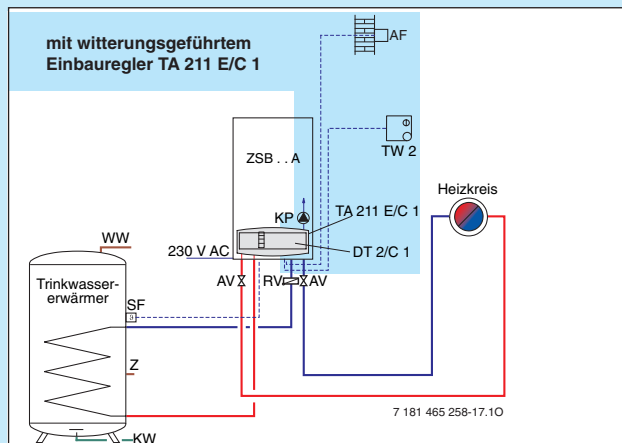 mit witterungsgeführtem
Einbauregler TA 211 E/C 1
AF
TW 2
ZSB . . A
Heizkreis
KP
TA 211 E/C 1
DT 2/C 1
230 V AC
WW
AV
RV
AV
Trinkwasser-
erwärmer
SF
Z
KW
7 181 465 258-17.1O